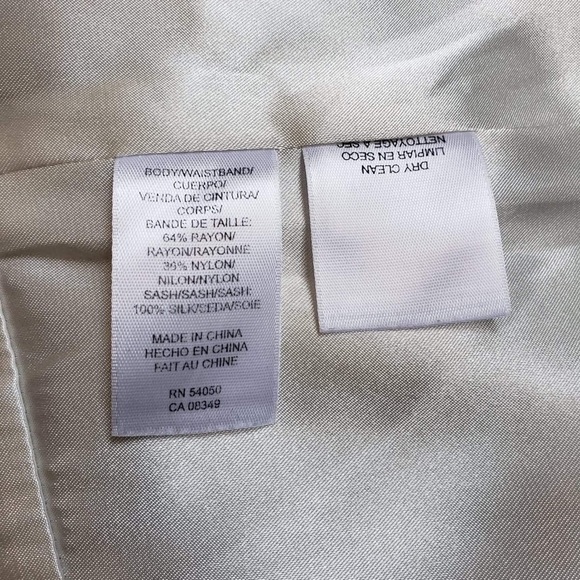 BODY/WAISTBAND/
CUERPO/
VENDA DE CINTURA/
CORPS/
BANDE DE TAILLE:
64% RAYON/
RAYON/RAYONNE
36% NYLON/
NILON/NYLON
SASH/SASH/SASH:
100% SILK/SEDA/SOIE
MADE IN CHINA
HECHO EN CHINA
FAIT AU CHINE
RN 54050
CA 08349
DRY CLEAN
LIMPIAR EN SECO
NETTOYAGE A SEC